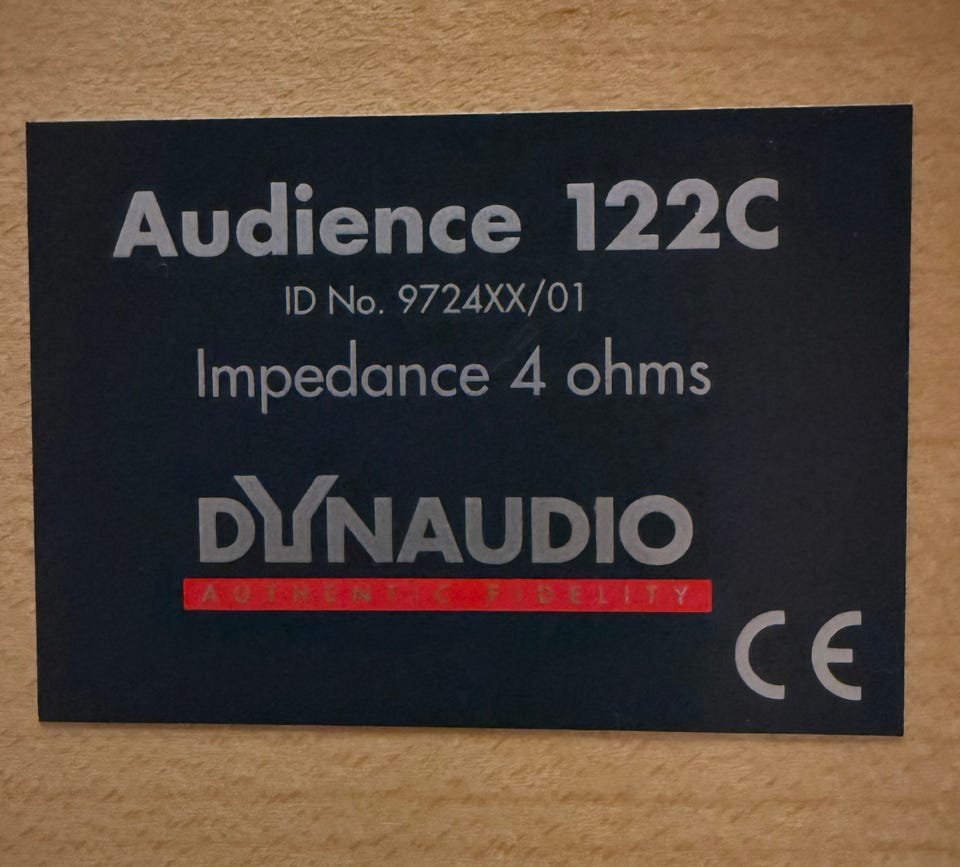 Audience 122C
ID No. 9724XX/01
Impedance 4 ohms
DYNAUDIO
AUTHENTIC FIDELITY
CE